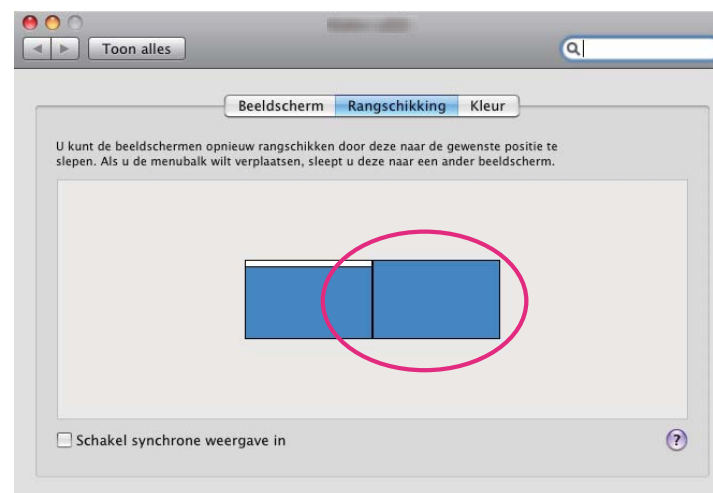 Toon alles
Beeldscherm Rangschikking Kleur
U kunt de beeldschermen opnieuw rangschikken door deze naar de gewenste positie te
slepen. Als u de menubalk wilt verplaatsen, sleept u deze naar een ander beeldscherm.
Schakel synchrone weergave in
?